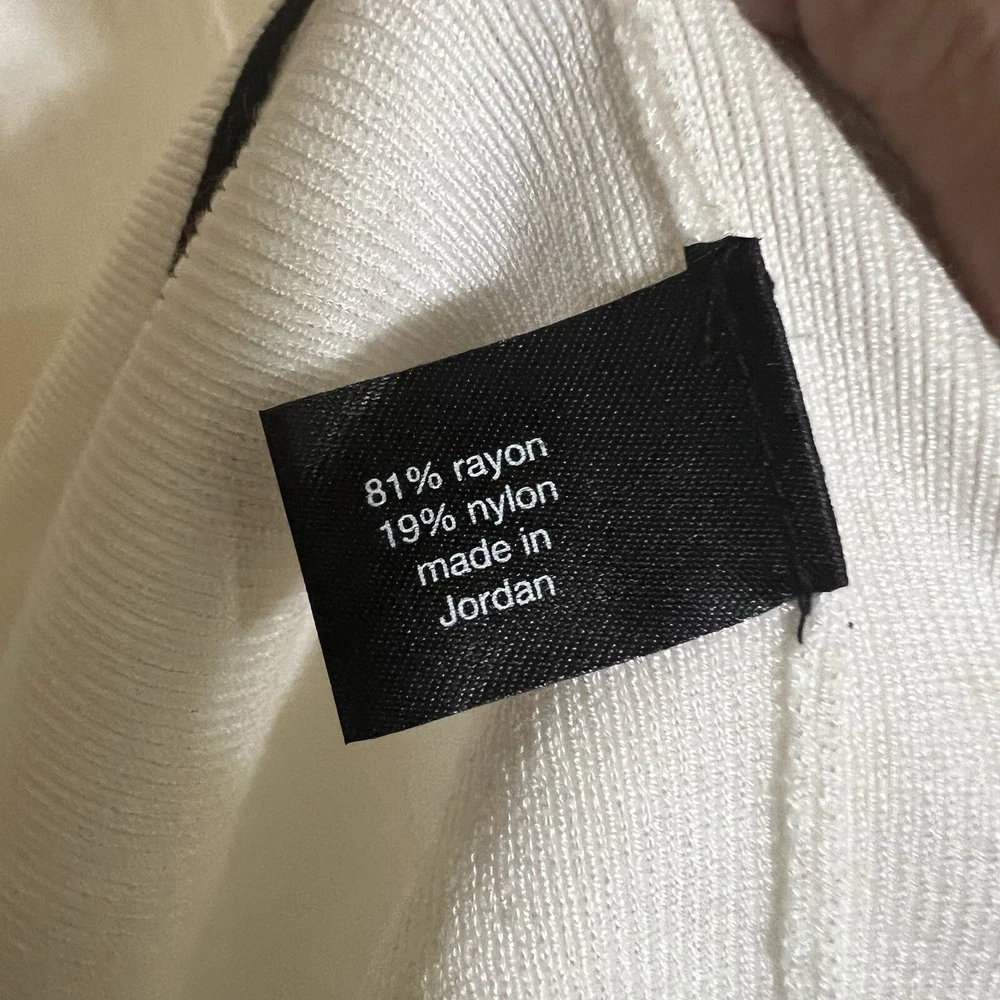 81% rayon
19% nylon
made in
Jordan